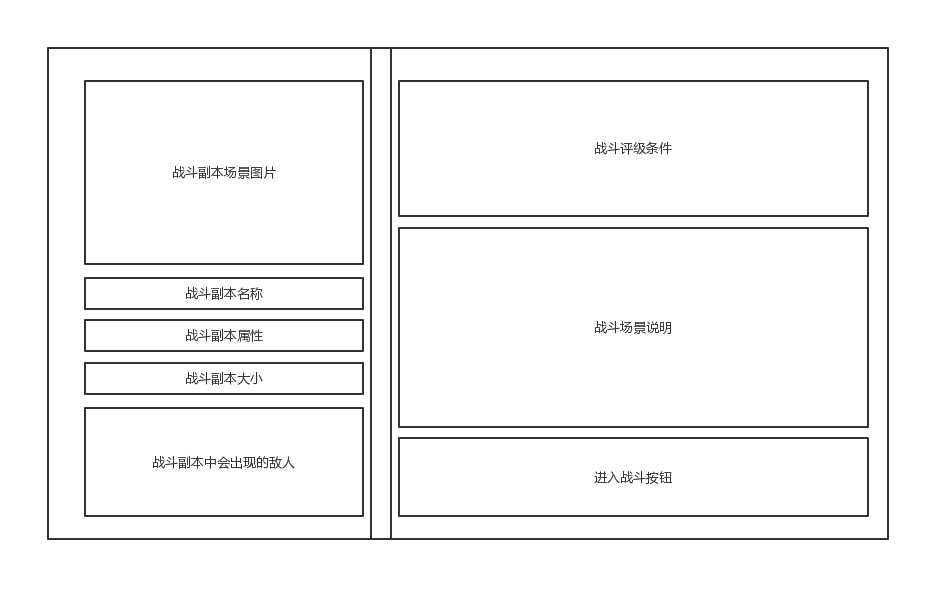 战斗副本场景图片
战斗副本名称
战斗副本属性
战斗副本大小
战斗副本中会出现的敌人
战斗评级条件
战斗场景说明
进入战斗按钮